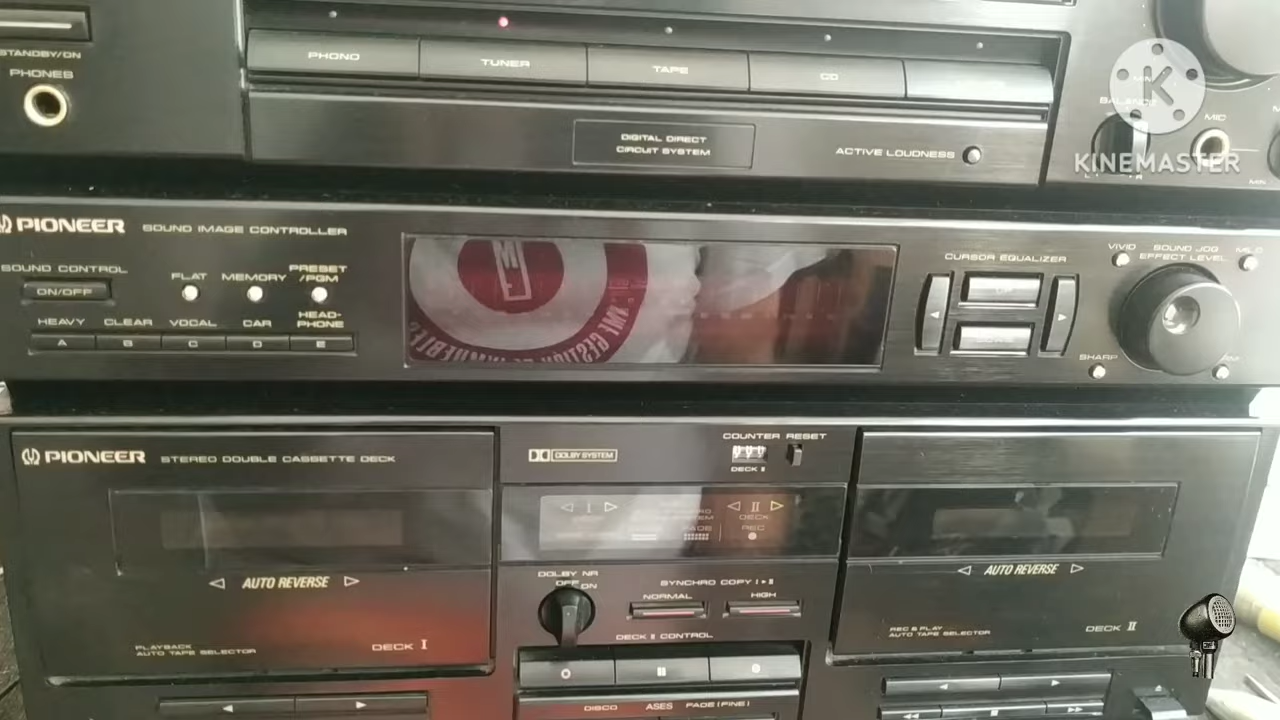 STANDBY/ON
PHONES
PHONO
TUNER
TAPE
CD
DIGITAL DIRECT
CIRCUIT SYSTEM
ACTIVE LOUDNESS
BALANCE
MIC
KINEMASTER
PIONEER
SOUND IMAGE CONTROLLER
SOUND CONTROL
ON/OFF
FLAT
MEMORY
PRESET
/PGM
HEAVY
CLEAR
VOCAL
CAR
HEAD-
PHONE
A
B
C
D
E
CURSOR EQUALIZER
VIVID
SOUND JOG
EFFECT LEVEL
MILD
SHARP
PIONEER
STEREO DOUBLE CASSETTE DECK
AUTO REVERSE
PLAYBACK
AUTO TAPE SELECTOR
DECK I
DOLBY SYSTEM
COUNTER RESET
DECK II
I
II
DECK
REC
DOLBY NR
OFF ON
SYNCHRO COPY I ▸ II
NORMAL
HIGH
DECK II CONTROL
DISCO
ASES
FADE (FINE)
AUTO REVERSE
REC & PLAY
AUTO TAPE SELECTOR
DECK II